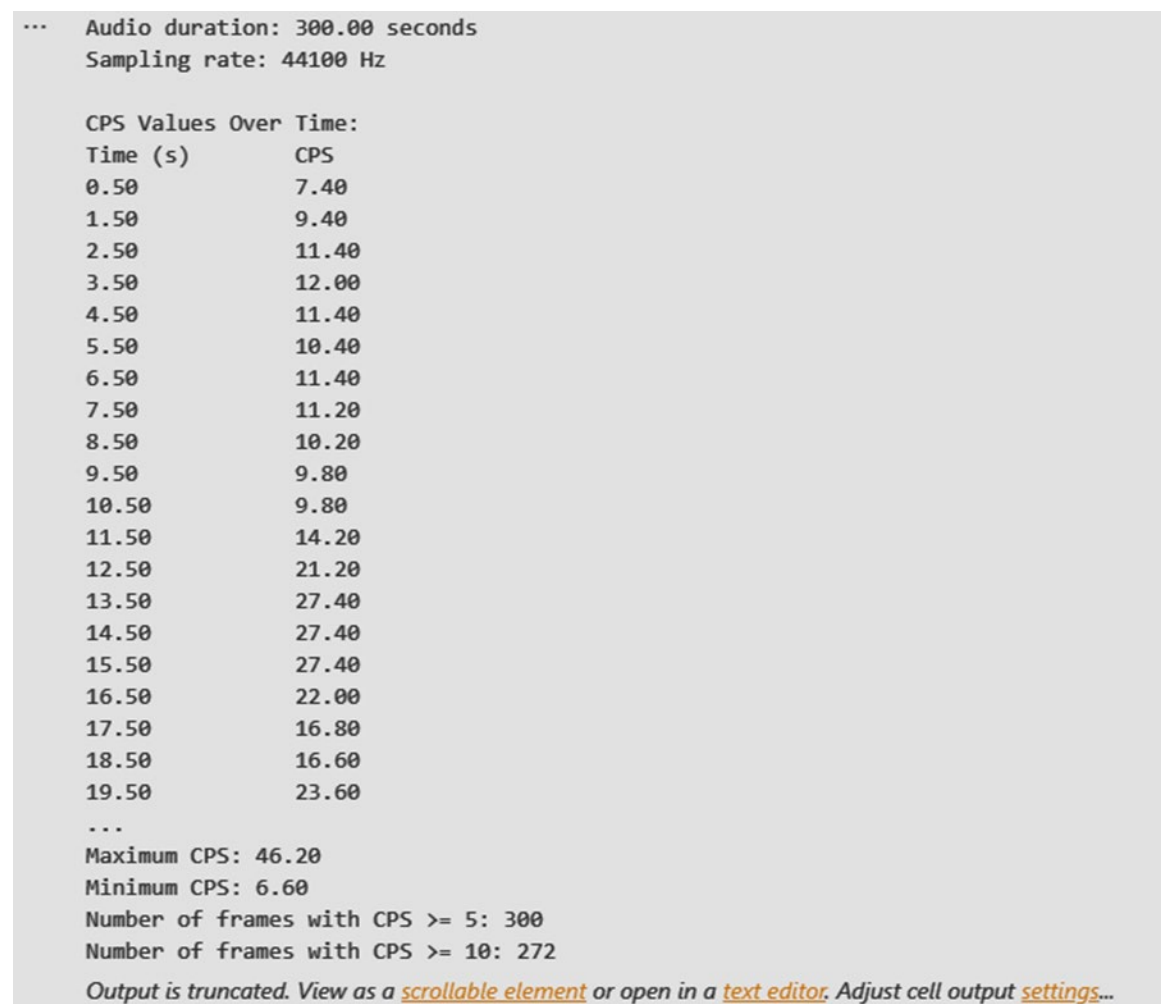 ... Audio duration: 300.00 seconds
Sampling rate: 44100 Hz
CPS Values Over Time:
Time (s) CPS
0.50 7.40
1.50 9.40
2.50 11.40
3.50 12.00
4.50 11.40
5.50 10.40
6.50 11.40
7.50 11.20
8.50 10.20
9.50 9.80
10.50 9.80
11.50 14.20
12.50 21.20
13.50 27.40
14.50 27.40
15.50 27.40
16.50 22.00
17.50 16.80
18.50 16.60
19.50 23.60
...
Maximum CPS: 46.20
Minimum CPS: 6.60
Number of frames with CPS >= 5: 300
Number of frames with CPS >= 10: 272
Output is truncated. View as a scrollable element or open in a text editor. Adjust cell output settings...